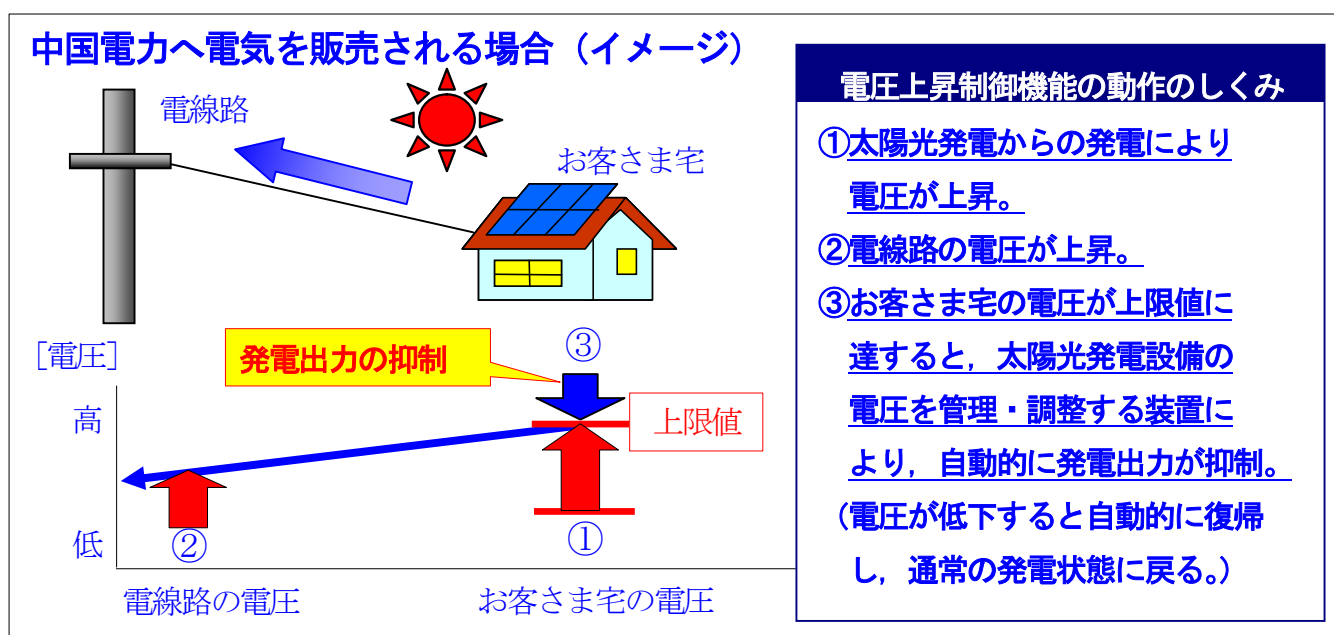 中国電力へ電気を販売される場合（イメージ）
電線路
お客さま宅
［電圧］
発電出力の抑制
③
高
上限値
低
②
①
電線路の電圧
お客さま宅の電圧
電圧上昇制御機能の動作のしくみ
①太陽光発電からの発電により
電圧が上昇。
②電線路の電圧が上昇。
③お客さま宅の電圧が上限値に
達すると，太陽光発電設備の
電圧を管理・調整する装置に
より，自動的に発電出力が抑制。
（電圧が低下すると自動的に復帰
し，通常の発電状態に戻る。）